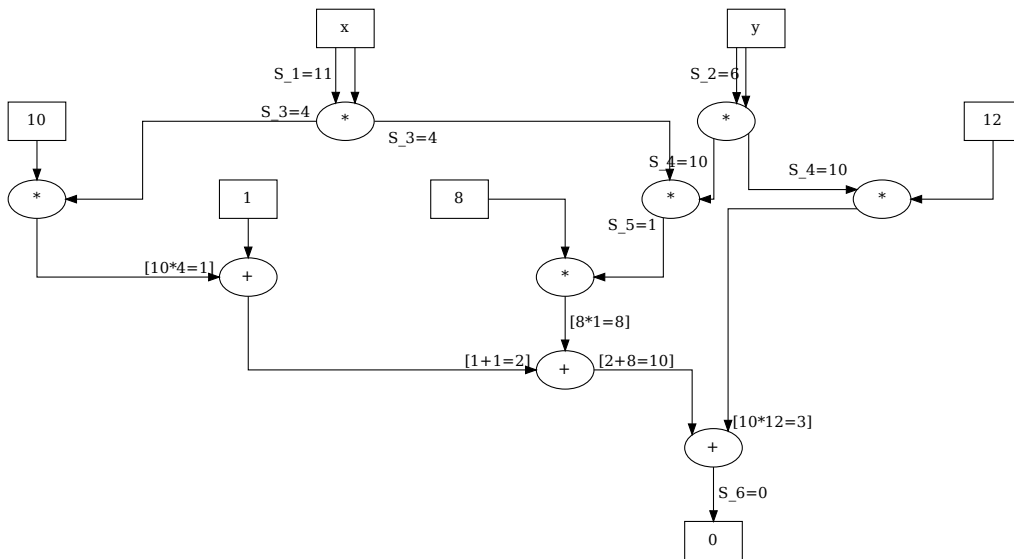 x
y
S_1=11
S_2=6
10
S_3=4
*
S_3=4
*
12
S_4=10
S_4=10
*
1
8
*
*
S_5=1
[10*4=1]
+
*
[8*1=8]
[1+1=2]
+
[2+8=10]
[10*12=3]
+
S_6=0
0